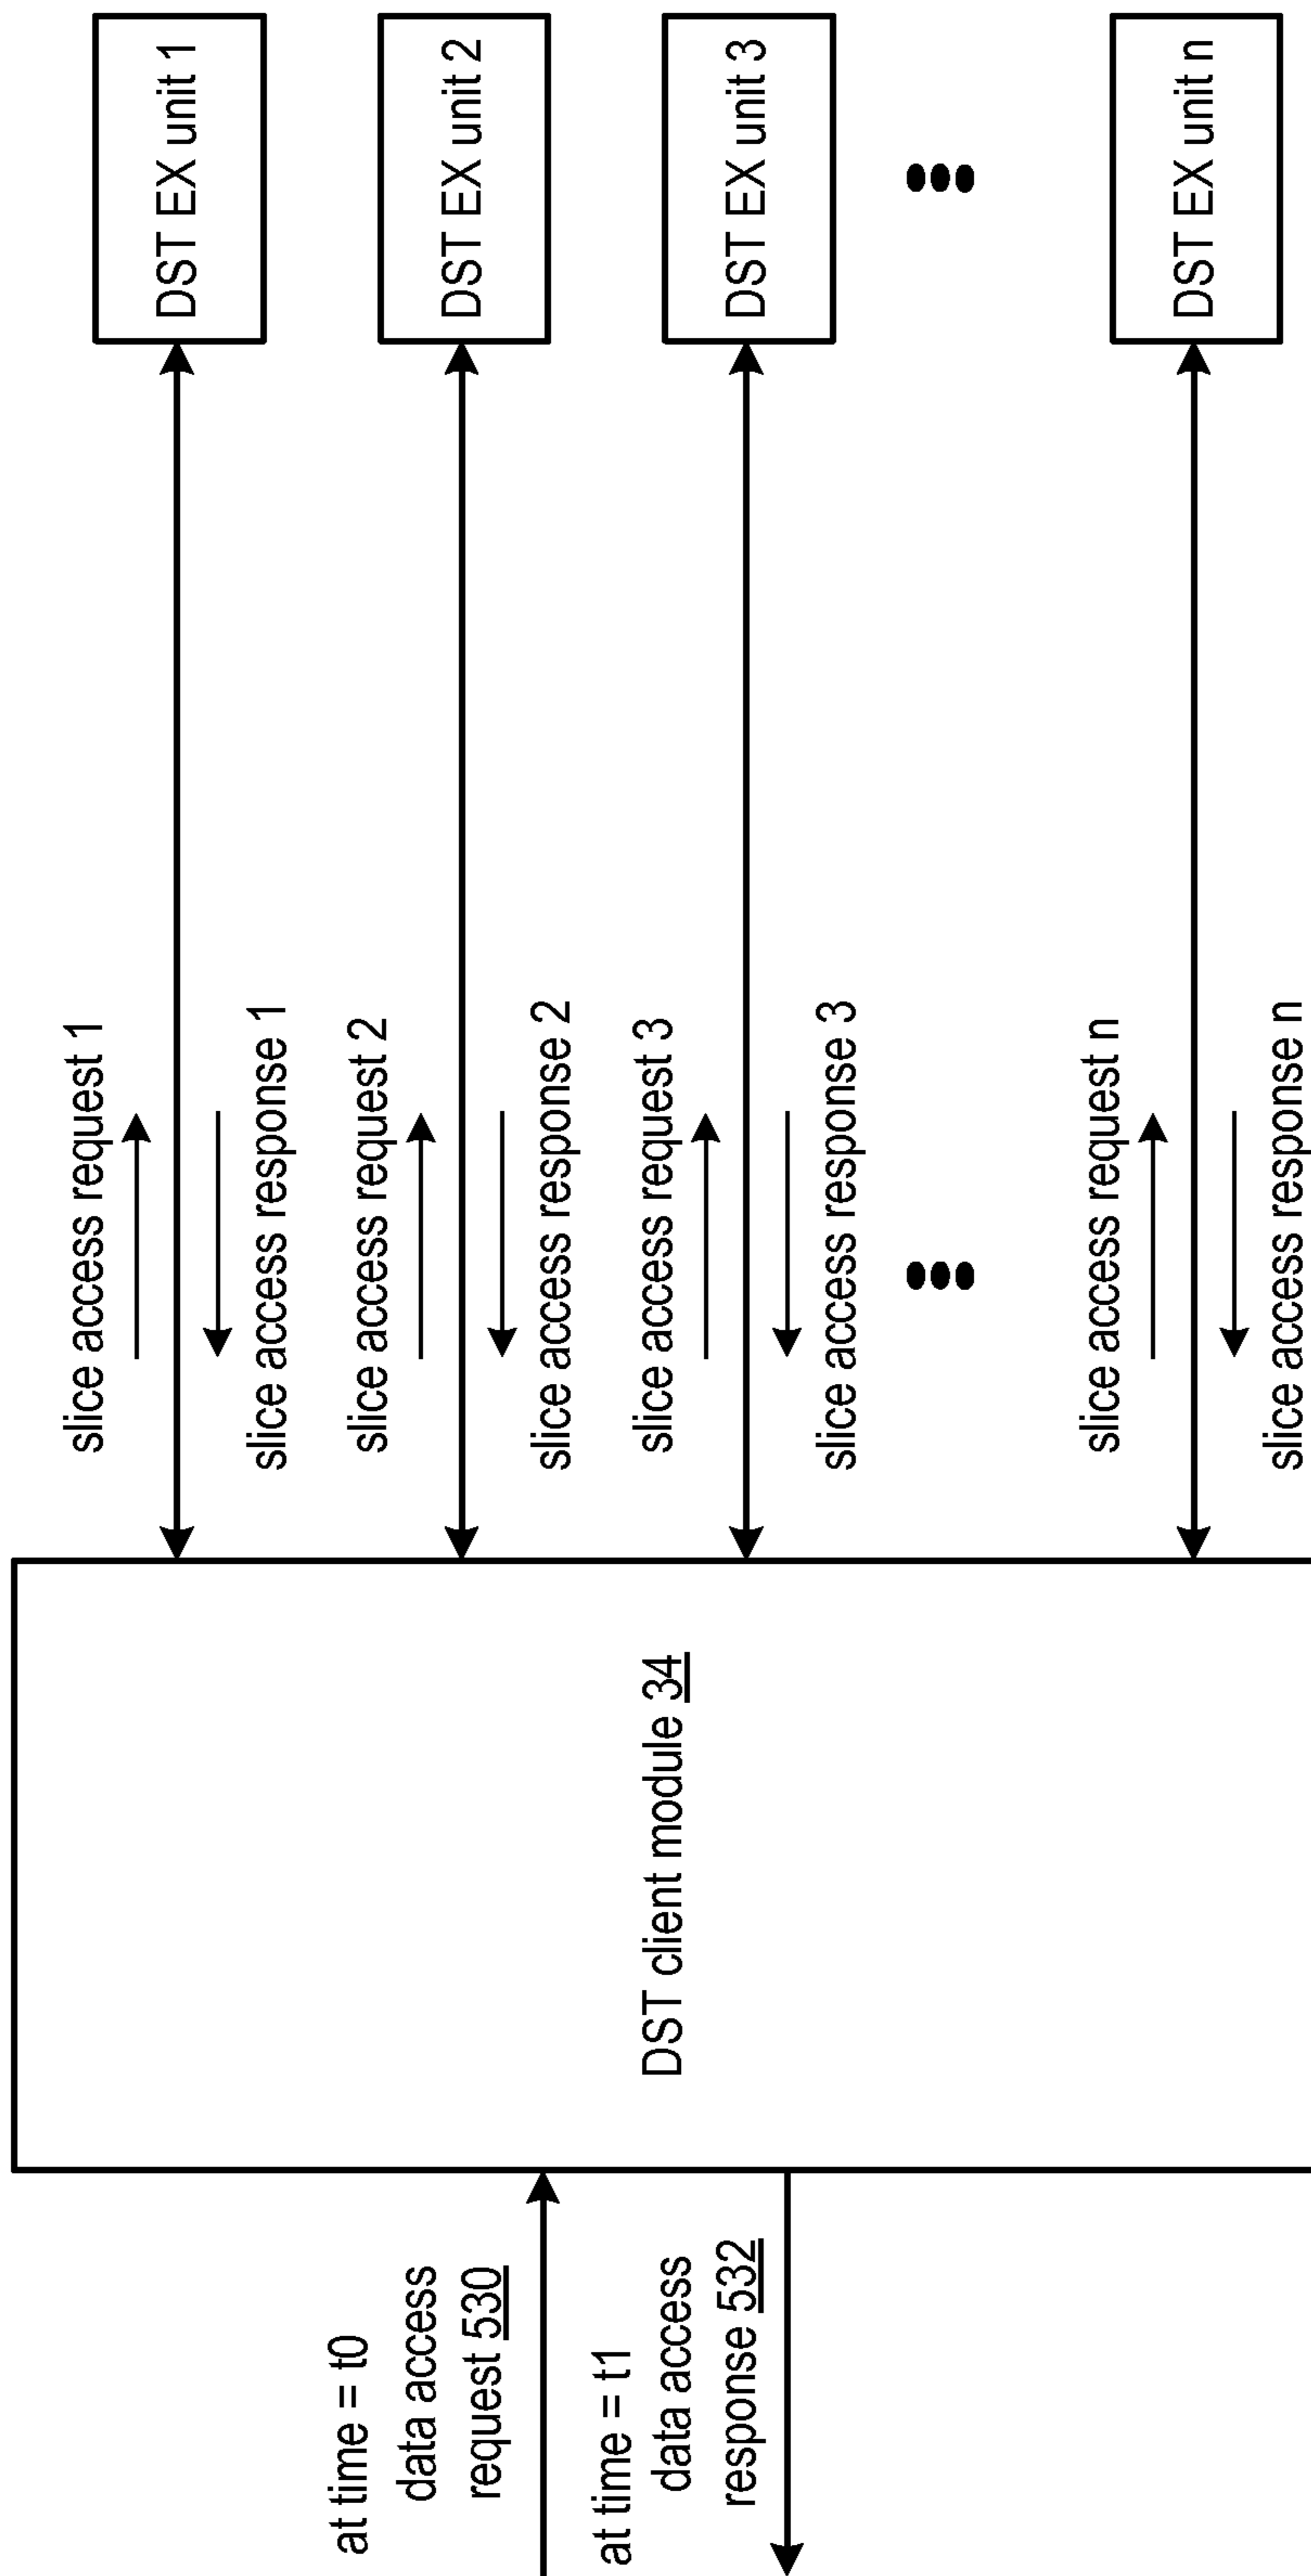 at time = t0
data access
request 530
at time = t1
data access
response 532
DST client module 34
slice access request 1
slice access response 1
slice access request 2
slice access response 2
slice access request 3
slice access response 3
slice access request n
slice access response n
DST EX unit 1
DST EX unit 2
DST EX unit 3
DST EX unit n